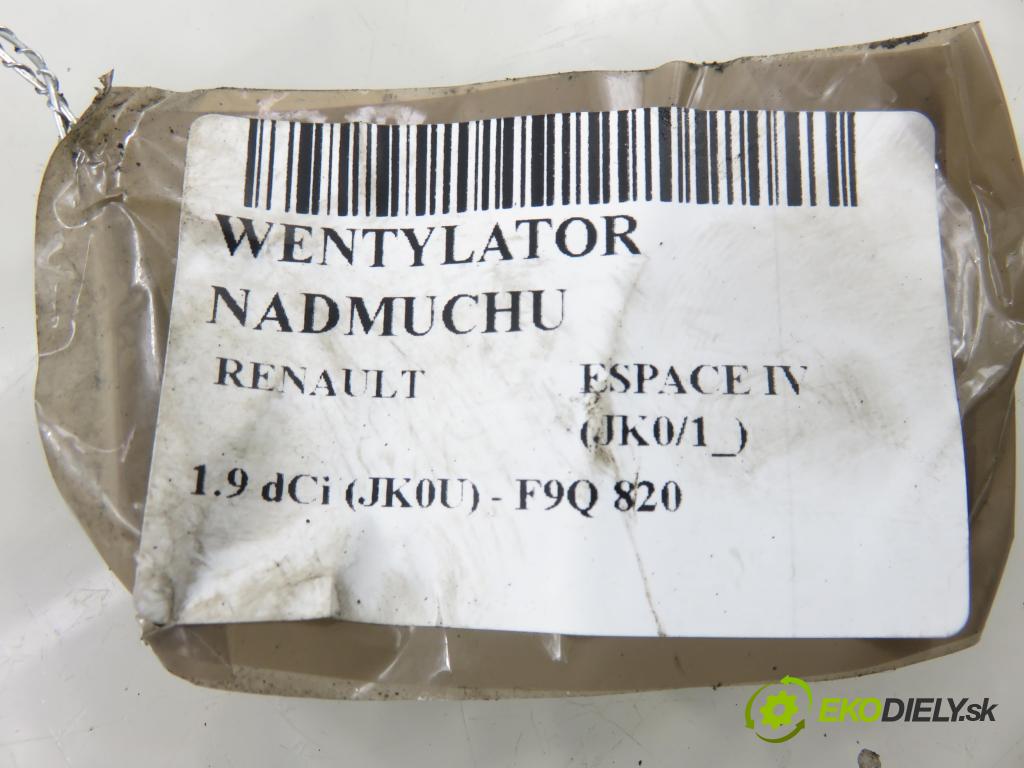 WENTYLATOR
NADMUCHU
RENAULT ESPACE IV
(JK0/1_)
1.9 dCi (JK0U) - F9Q 820
EKODIELY.sk